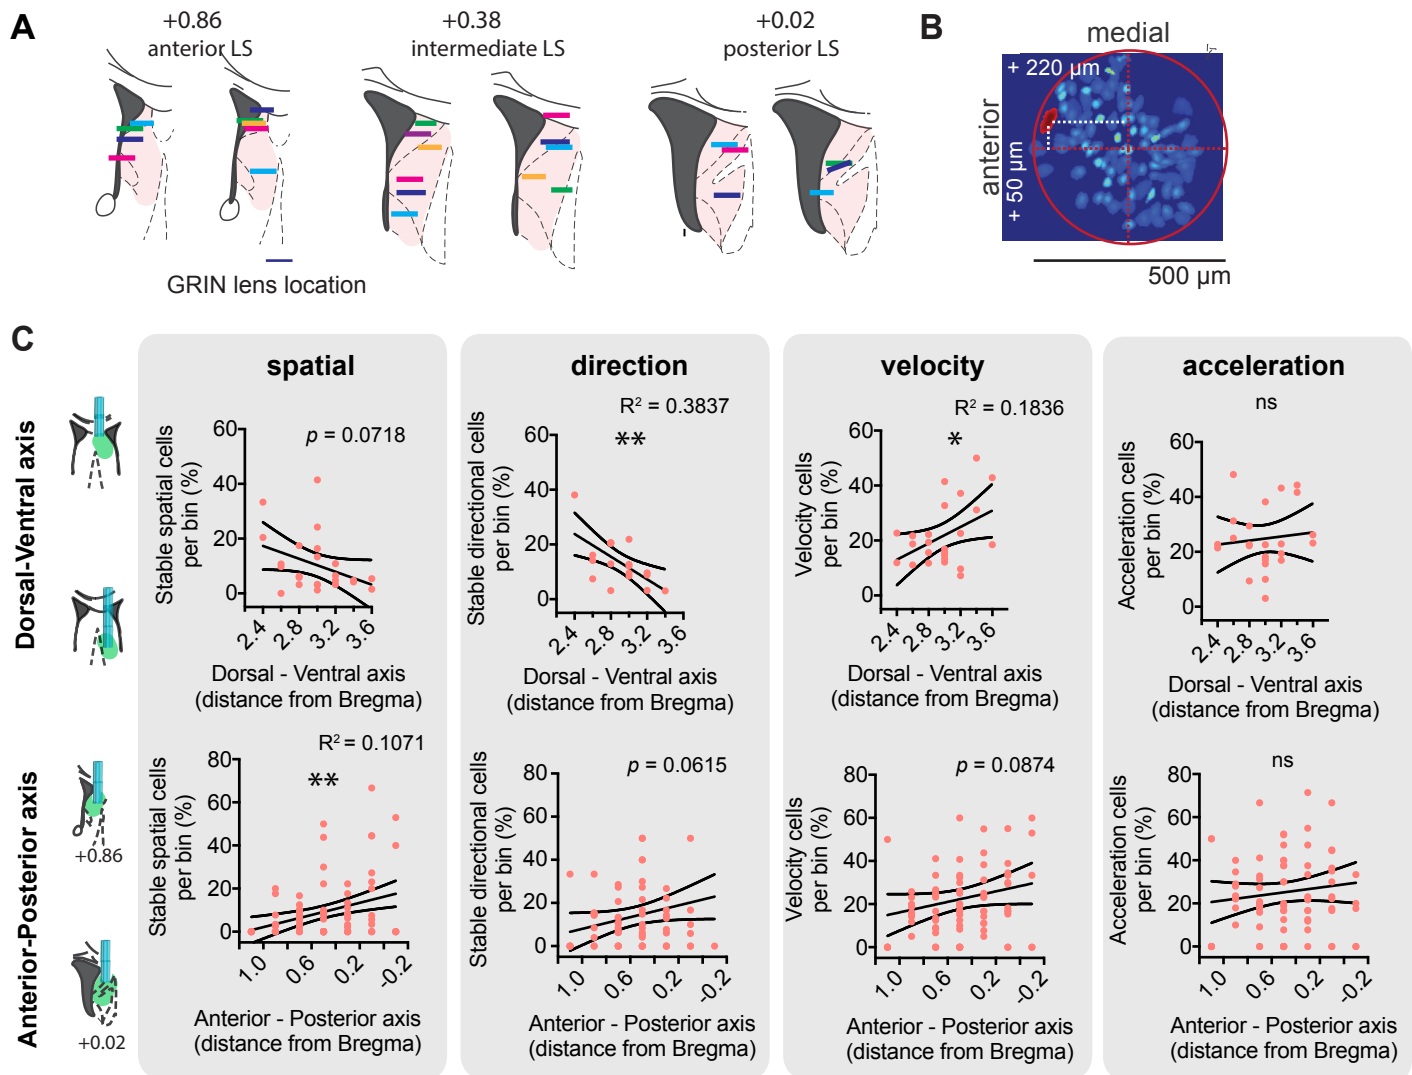 A
+0.86
anterior LS
+0.38
intermediate LS
+0.02
posterior LS
GRIN lens location
B
medial
anterior
+ 220 µm
+ 50 µm
500 µm
C
spatial
direction
velocity
acceleration
Dorsal-Ventral axis
p = 0.0718
Stable spatial cells
per bin (%)
60
40
20
0
2.4
2.8
3.2
3.6
Dorsal - Ventral axis
(distance from Bregma)
R² = 0.3837
**
Stable directional cells
per bin (%)
60
40
20
0
2.4
2.8
3.2
3.6
Dorsal - Ventral axis
(distance from Bregma)
R² = 0.1836
*
Velocity cells
per bin (%)
60
40
20
0
2.4
2.8
3.2
3.6
Dorsal - Ventral axis
(distance from Bregma)
ns
Acceleration cells
per bin (%)
60
40
20
0
2.4
2.8
3.2
3.6
Dorsal - Ventral axis
(distance from Bregma)
Anterior-Posterior axis
+0.86
+0.02
R² = 0.1071
**
Stable spatial cells
per bin (%)
80
60
40
20
0
1.0
0.6
0.2
-0.2
Anterior - Posterior axis
(distance from Bregma)
p = 0.0615
Stable directional cells
per bin (%)
80
60
40
20
0
1.0
0.6
0.2
-0.2
Anterior - Posterior axis
(distance from Bregma)
p = 0.0874
Velocity cells
per bin (%)
80
60
40
20
0
1.0
0.6
0.2
-0.2
Anterior - Posterior axis
(distance from Bregma)
ns
Acceleration cells
per bin (%)
80
60
40
20
0
1.0
0.6
0.2
-0.2
Anterior - Posterior axis
(distance from Bregma)